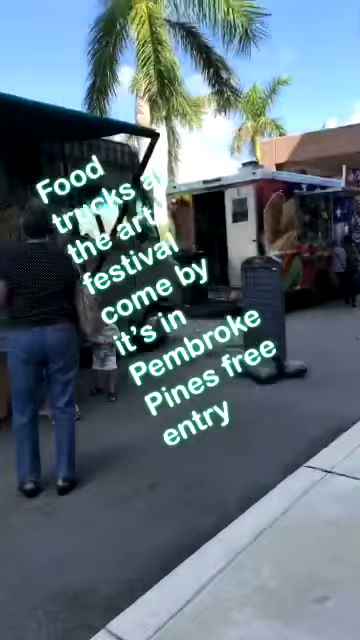 Food
trucks at
the art
festival
come by
it's in
Pembroke
Pines free
entry